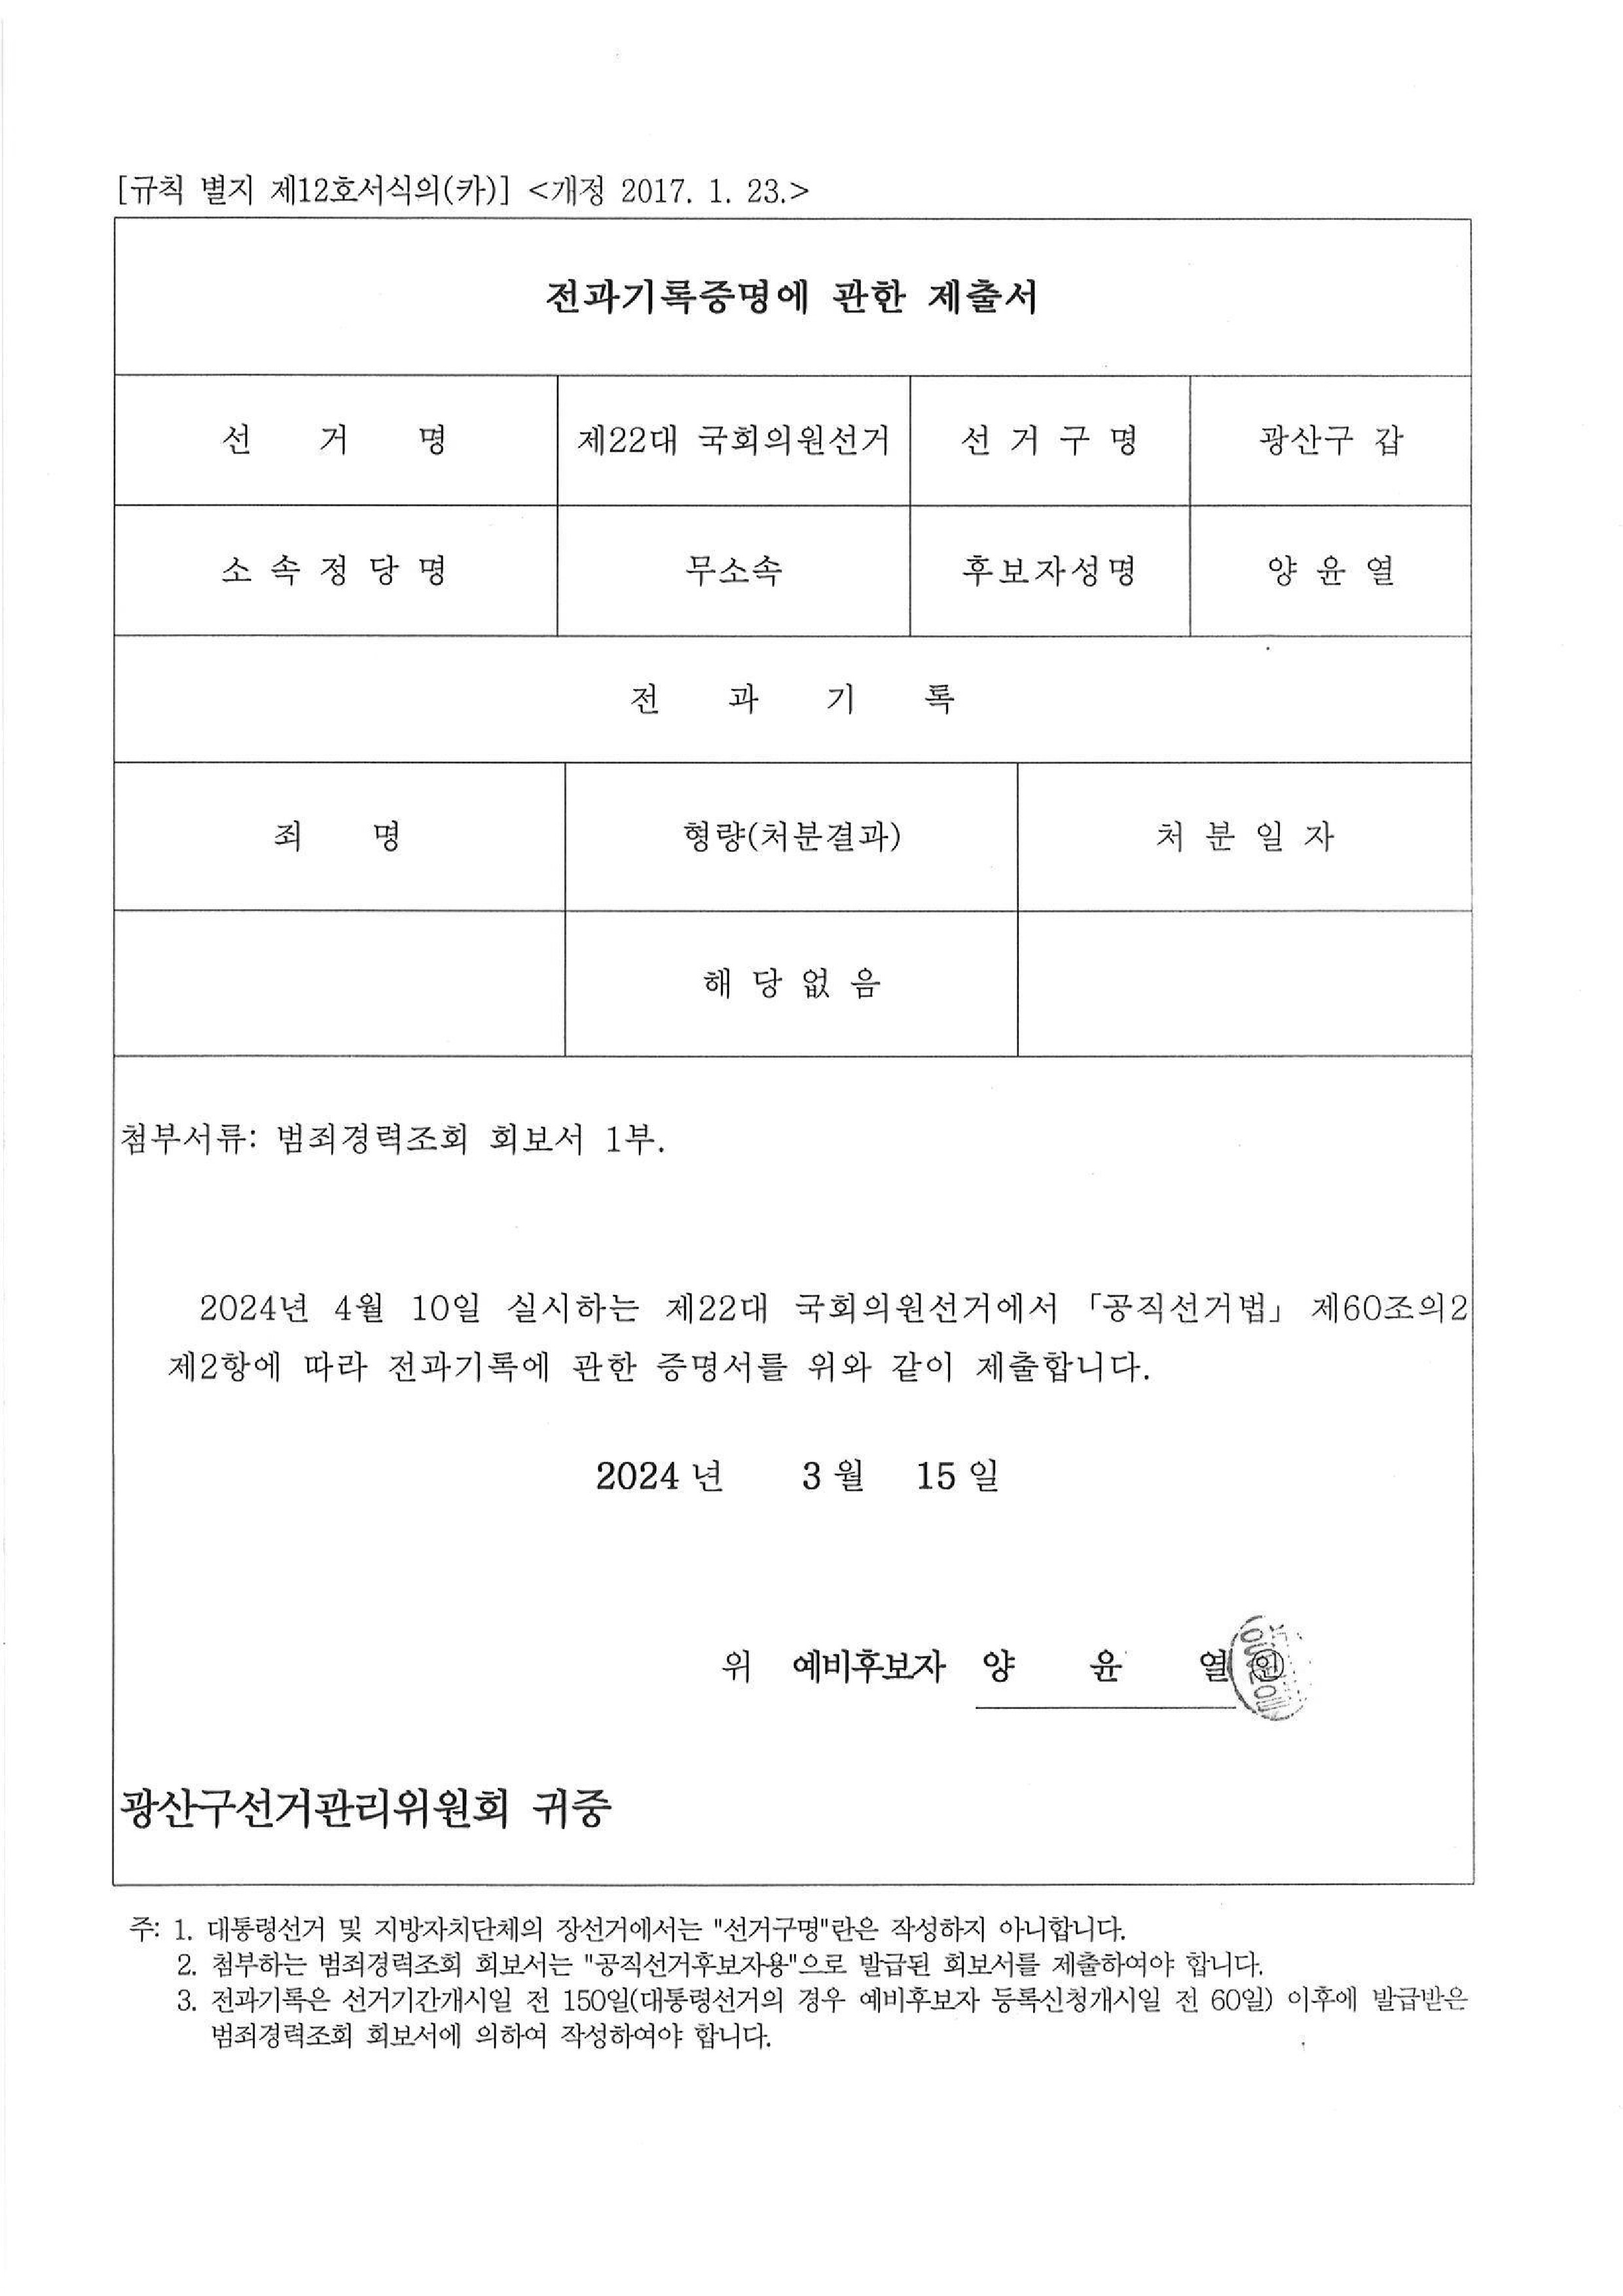 [규칙 별지 제12호서식의(카)] <개정 2017. 1. 23.>
전과기록증명에 관한 제출서
선 거 명 제22대 국회의원선거 선 거 구 명 광산구 갑
소 속 정 당 명 무소속 후보자성명 양 윤 열
전 과 기 록
죄 명 형량(처분결과) 처 분 일 자
해 당 없 음
첨부서류: 범죄경력조회 회보서 1부.
2024년 4월 10일 실시하는 제22대 국회의원선거에서 「공직선거법」 제60조의2
제2항에 따라 전과기록에 관한 증명서를 위와 같이 제출합니다.
2024 년 3 월 15 일
위 예비후보자 양 윤 열 ㊞
광산구선거관리위원회 귀중
주: 1. 대통령선거 및 지방자치단체의 장선거에서는 "선거구명"란은 작성하지 아니합니다.
2. 첨부하는 범죄경력조회 회보서는 "공직선거후보자용"으로 발급된 회보서를 제출하여야 합니다.
3. 전과기록은 선거기간개시일 전 150일(대통령선거의 경우 예비후보자 등록신청개시일 전 60일) 이후에 발급받은
범죄경력조회 회보서에 의하여 작성하여야 합니다.